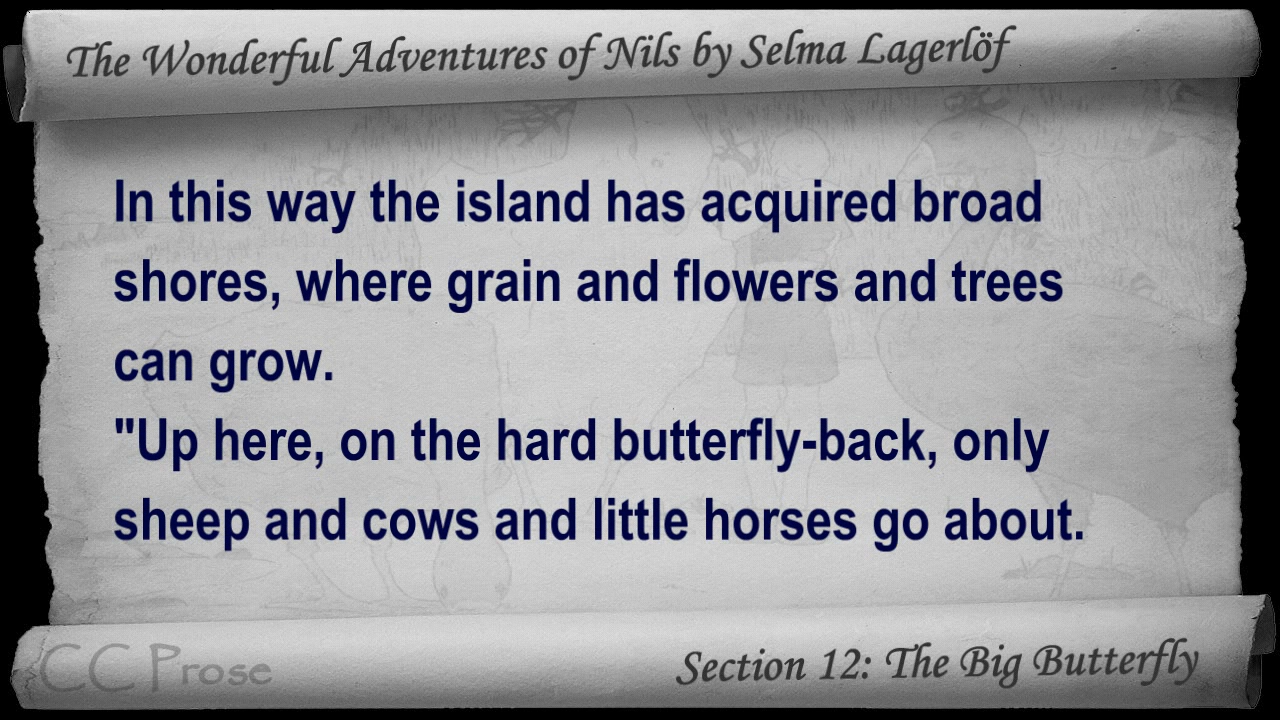 The Wonderful Adventures of Nils by Selma Lagerlöf
In this way the island has acquired broad
shores, where grain and flowers and trees
can grow.
"Up here, on the hard butterfly-back, only
sheep and cows and little horses go about.
CC Prose
Section 12: The Big Butterfly